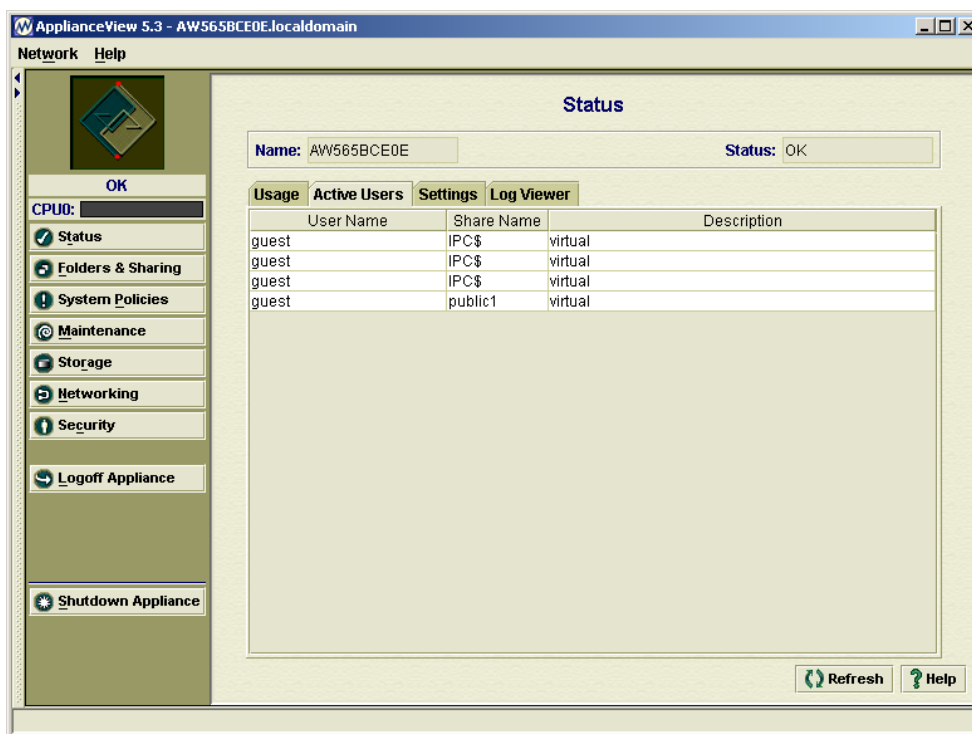 ApplianceView 5.3 - AW565BCE0E.localdomain
Network Help
Status
Name: AW565BCE0E Status: OK
OK
CPU0:
Usage Active Users Settings Log Viewer
User Name Share Name Description
guest IPC$ virtual
guest IPC$ virtual
guest IPC$ virtual
guest public1 virtual
Status
Folders & Sharing
System Policies
Maintenance
Storage
Networking
Security
Logoff Appliance
Shutdown Appliance
Refresh Help